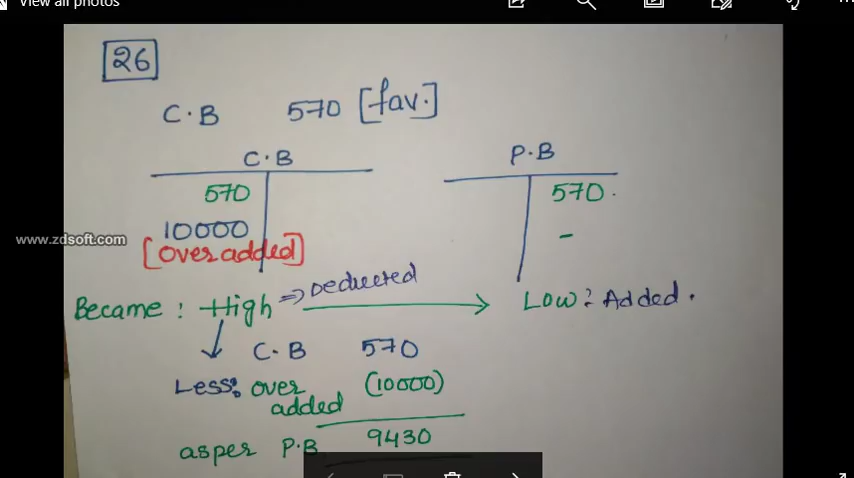 View all photos
26
C.B 570 [fav.]
C.B
570
10000
[over added]
P.B
570.
-
www.zdsoft.com
Became : High ⇒ Deducted → Low : Added.
↓ C.B 570
Less: over added (10000)
as per P.B 9430